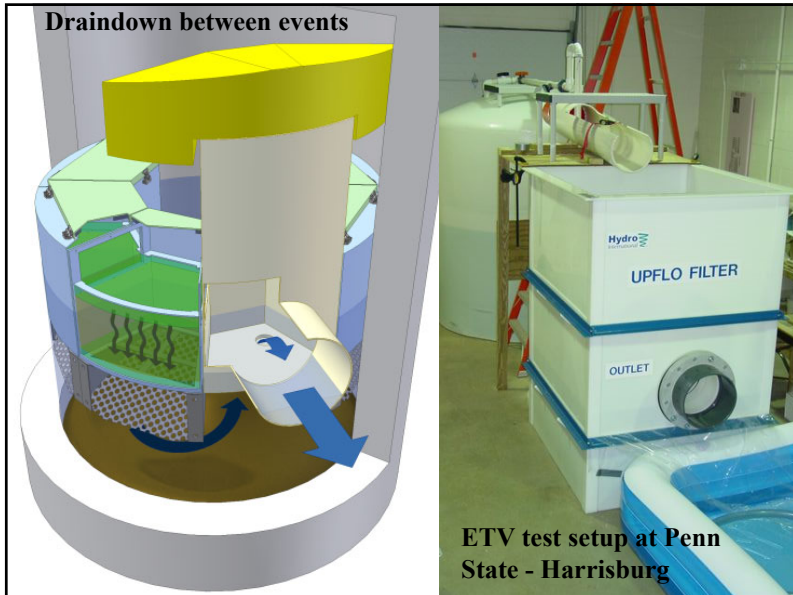 Draindown between events
Hydro
International
UPFLO FILTER
OUTLET
ETV test setup at Penn
State - Harrisburg